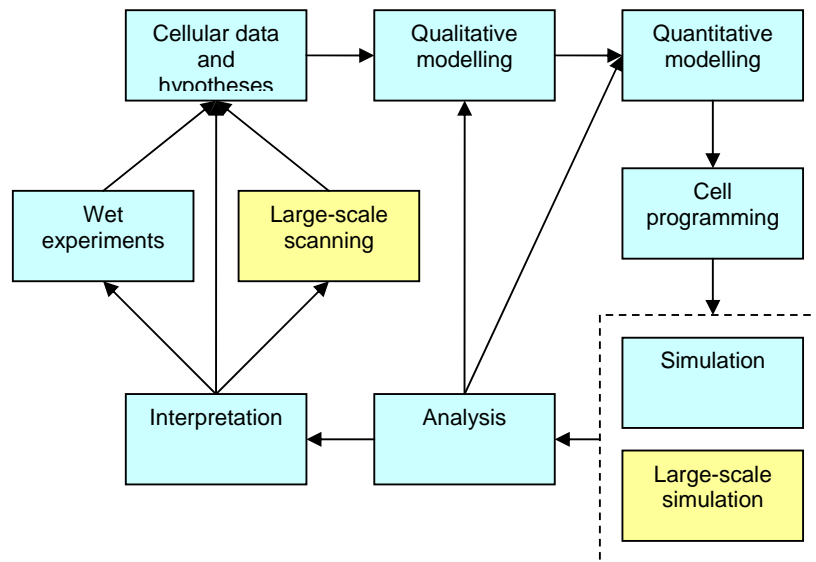 Cellular data
and
hypotheses
Qualitative
modelling
Quantitative
modelling
Wet
experiments
Large-scale
scanning
Cell
programming
Interpretation
Analysis
Simulation
Large-scale
simulation